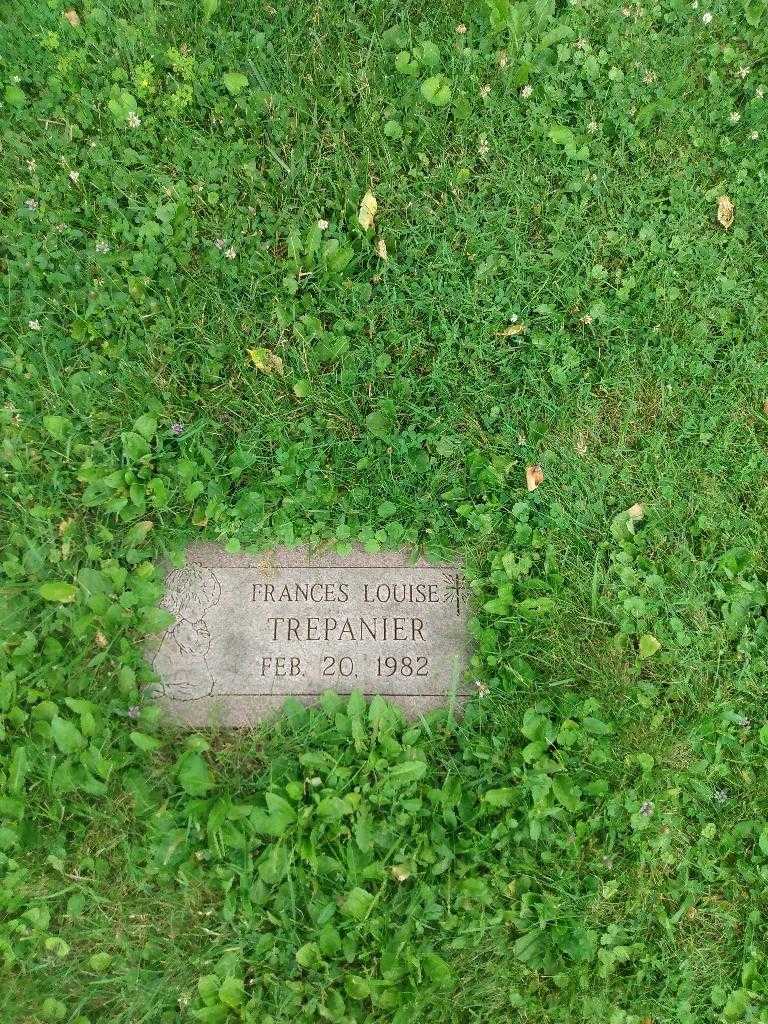 FRANCES LOUISE
TREPANIER
FEB. 20, 1982